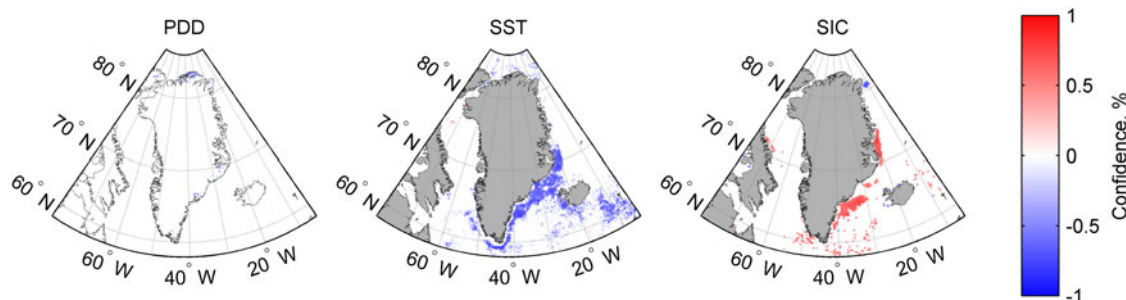 PDD
80 ° N
70 ° N
60 ° N
60 ° W
40 ° W
20 ° W
SST
80 ° N
70 ° N
60 ° N
60 ° W
40 ° W
20 ° W
SIC
80 ° N
70 ° N
60 ° N
60 ° W
40 ° W
20 ° W
1
0.5
0
-0.5
-1
Confidence, %